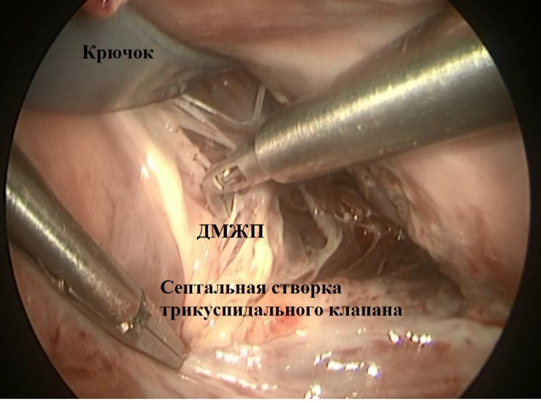 Крючок
ДМЖП
Септальная створка
трикуспидального клапана